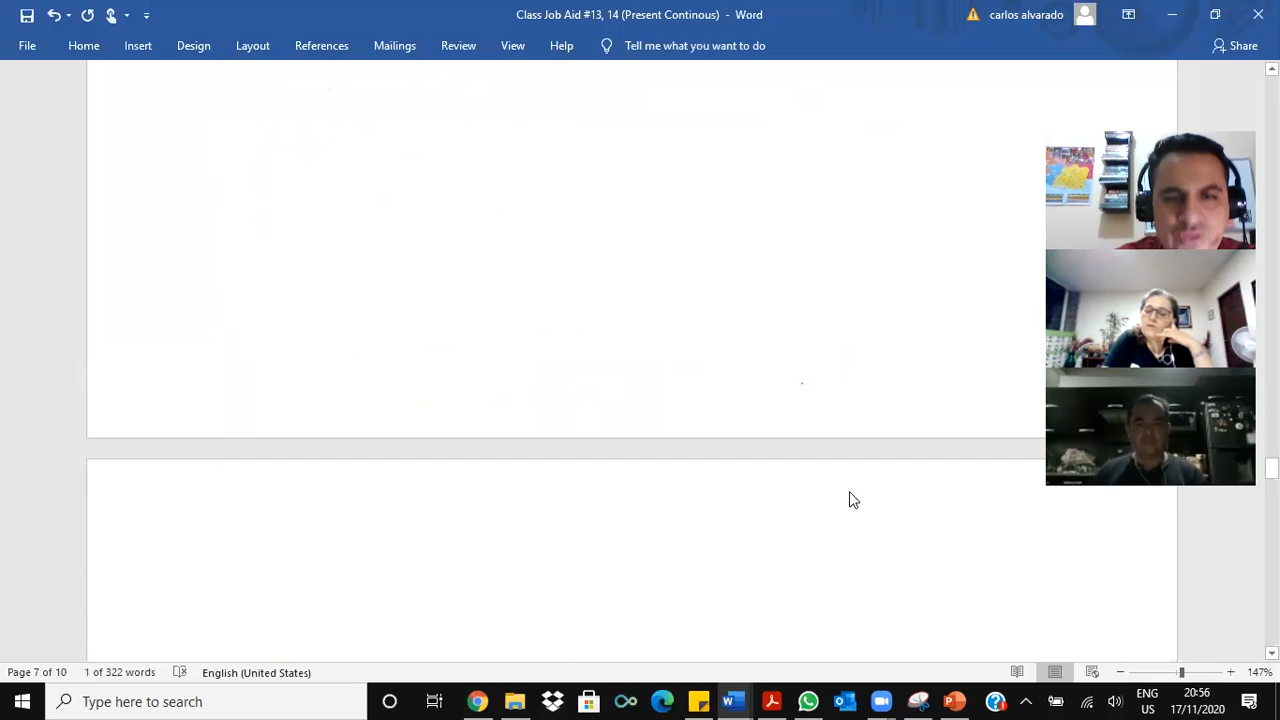 Class Job Aid #13, 14 (Present Continous) - Word
carlos alvarado
File Home Insert Design Layout References Mailings Review View Help Tell me what you want to do Share
Page 7 of 10 1 of 322 words English (United States) 147%
Type here to search
ENG
US
20:56
17/11/2020